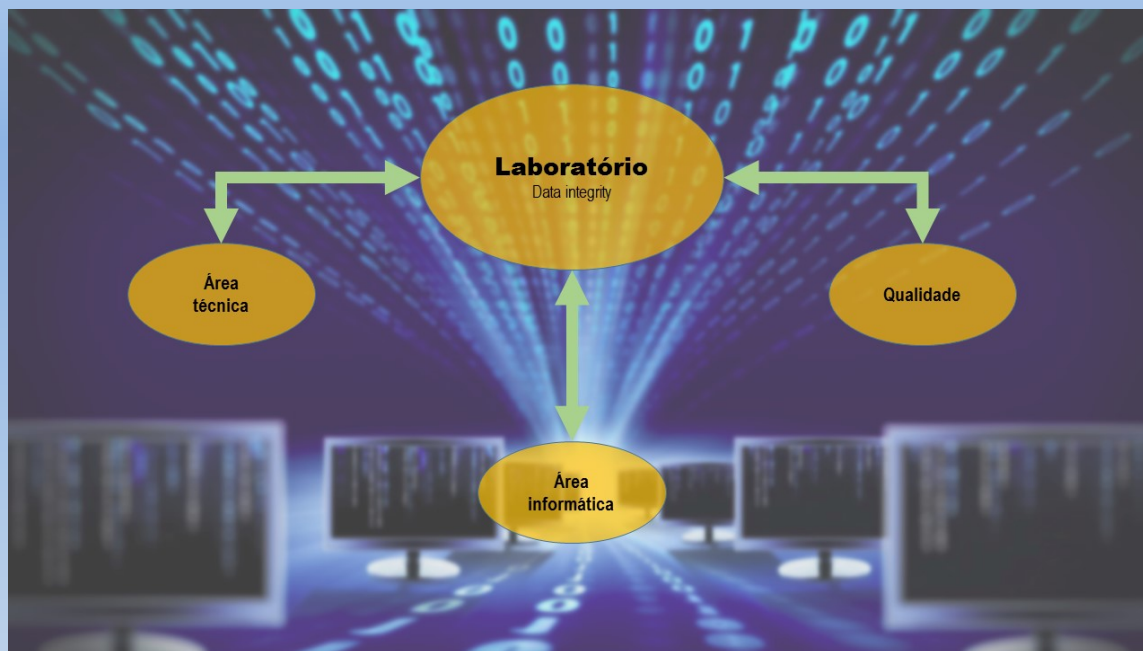 Laboratório
Data integrity
Área
técnica
Qualidade
Área
informática